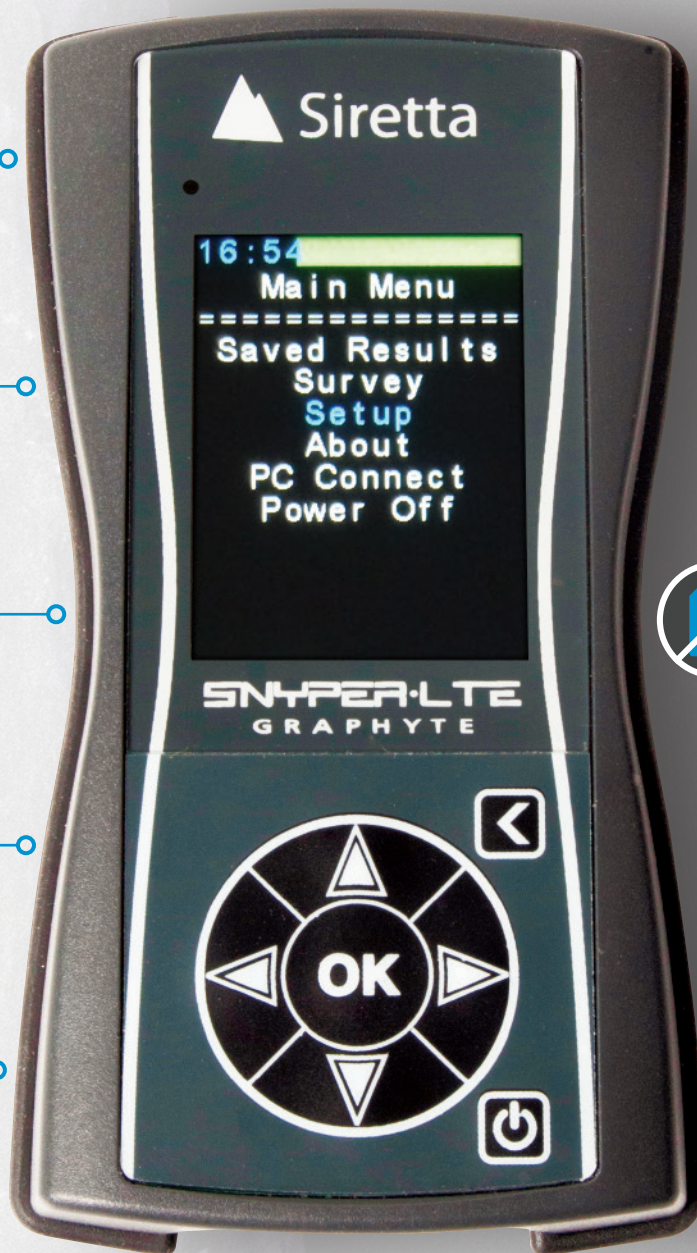 Siretta
16:54
Main Menu
===============
Saved Results
Survey
Setup
About
PC Connect
Power Off
SNYPER·LTE
GRAPHYTE
OK